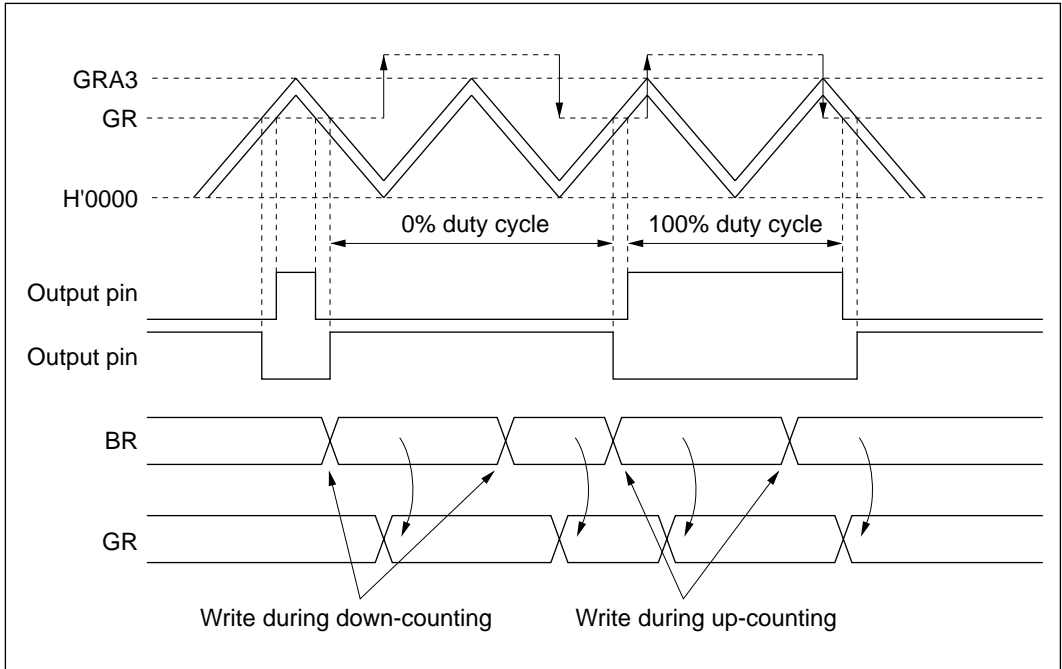 GRA3
GR
H'0000
0% duty cycle
100% duty cycle
Output pin
Output pin
BR
GR
Write during down-counting
Write during up-counting